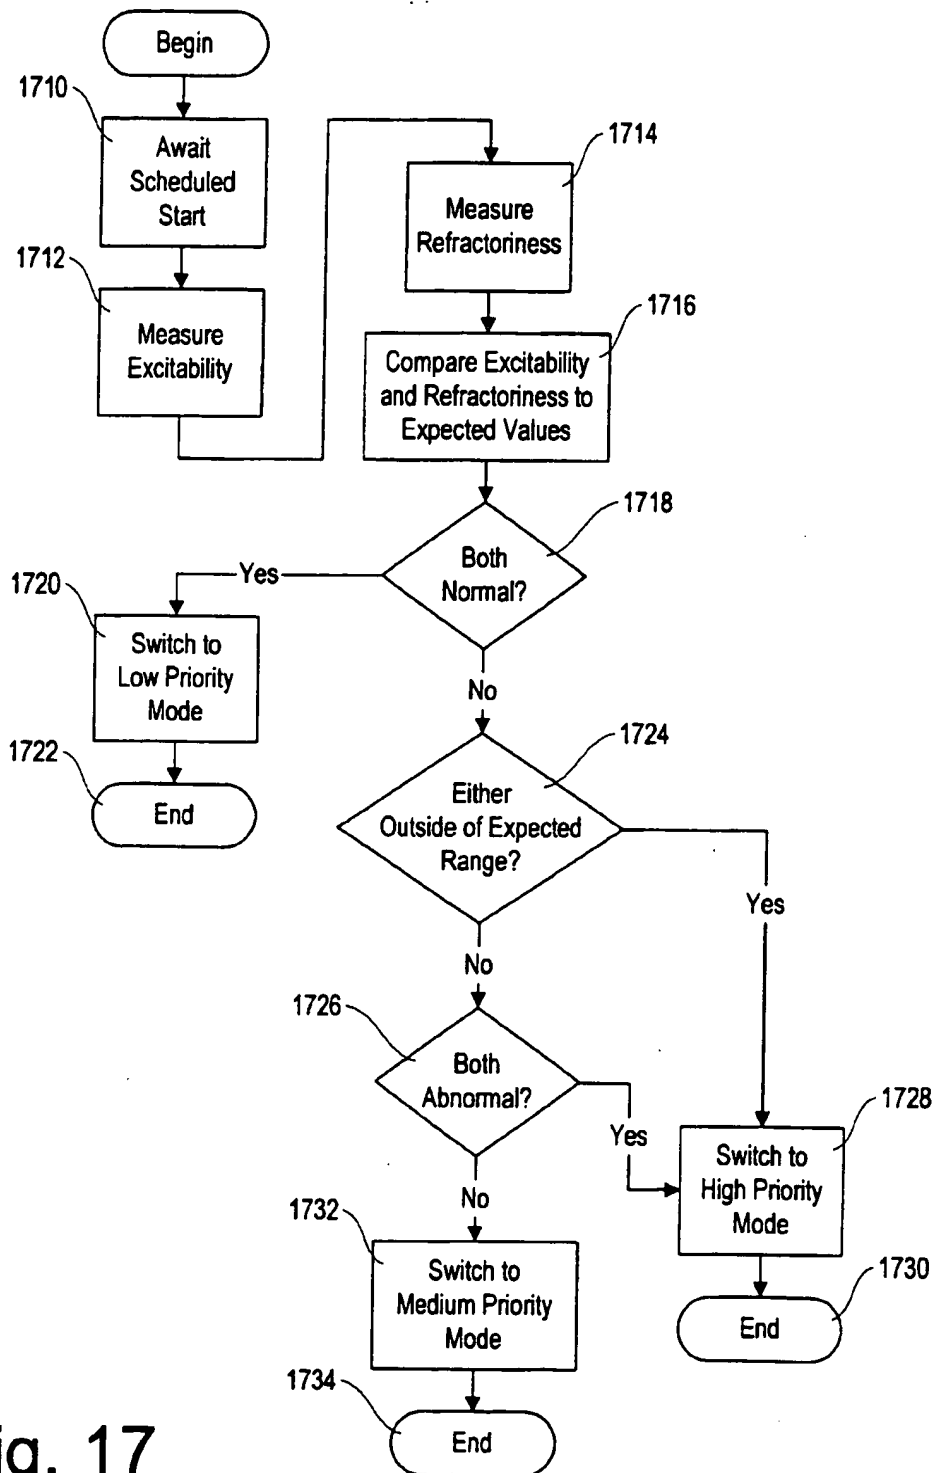 Begin
1710
Await
Scheduled
Start
1712
Measure
Excitability
1714
Measure
Refractoriness
1716
Compare Excitability
and Refractoriness to
Expected Values
1718
Both
Normal?
Yes
1720
Switch to
Low Priority
Mode
1722
End
No
1724
Either
Outside of Expected
Range?
Yes
No
1726
Both
Abnormal?
Yes
1728
Switch to
High Priority
Mode
1730
End
No
1732
Switch to
Medium Priority
Mode
1734
End
ig. 17